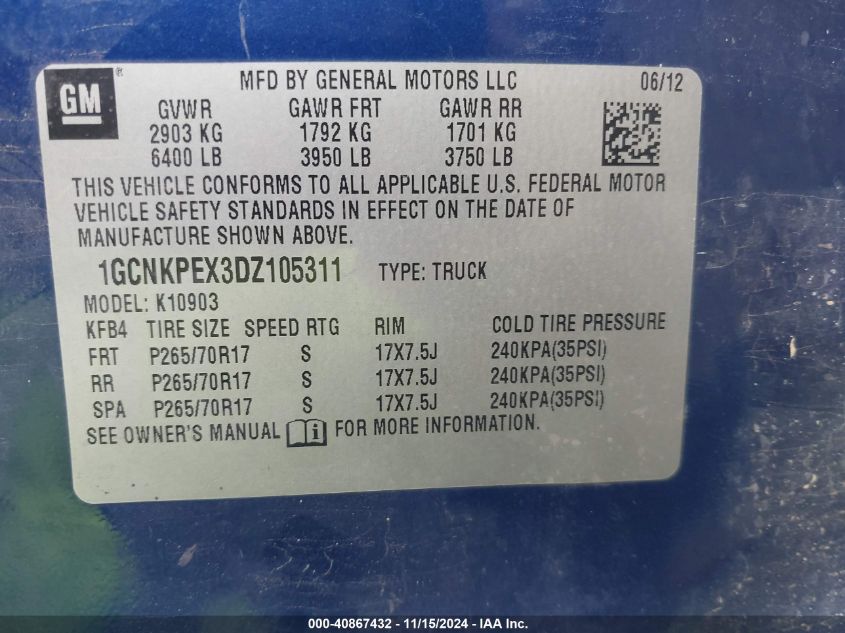 GM ®
MFD BY GENERAL MOTORS LLC 06/12
GVWR GAWR FRT GAWR RR
2903 KG 1792 KG 1701 KG
6400 LB 3950 LB 3750 LB
THIS VEHICLE CONFORMS TO ALL APPLICABLE U.S. FEDERAL MOTOR
VEHICLE SAFETY STANDARDS IN EFFECT ON THE DATE OF
MANUFACTURE SHOWN ABOVE.
1GCNKPEX3DZ105311 TYPE: TRUCK
MODEL: K10903
KFB4 TIRE SIZE SPEED RTG RIM COLD TIRE PRESSURE
FRT P265/70R17 S 17X7.5J 240KPA(35PSI)
RR P265/70R17 S 17X7.5J 240KPA(35PSI)
SPA P265/70R17 S 17X7.5J 240KPA(35PSI)
SEE OWNER'S MANUAL i FOR MORE INFORMATION.
000-40867432 - 11/15/2024 - IAA Inc.